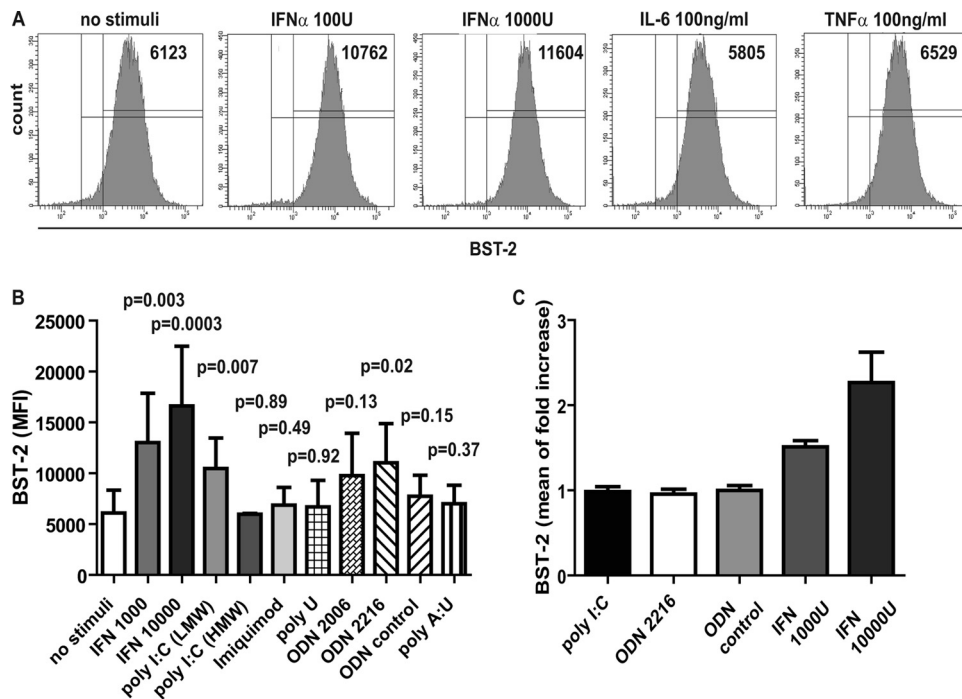 A
no stimuli
IFNα 100U
IFNα 1000U
IL-6 100ng/ml
TNFα 100ng/ml
6123
10762
11604
5805
6529
count
BST-2
B
p=0.003
p=0.0003
p=0.007
p=0.89
p=0.49
p=0.92
p=0.13
p=0.02
p=0.15
p=0.37
BST-2 (MFI)
25000
20000
15000
10000
5000
0
no stimuli
IFN 1000
IFN 10000
poly I:C (LMW)
poly I:C (HMW)
Imiquimod
poly U
ODN 2006
ODN 2216
ODN control
poly A:U
C
BST-2 (mean of fold increase)
3
2
1
0
poly I:C
ODN 2216
ODN
control
IFN
1000U
IFN
10000U